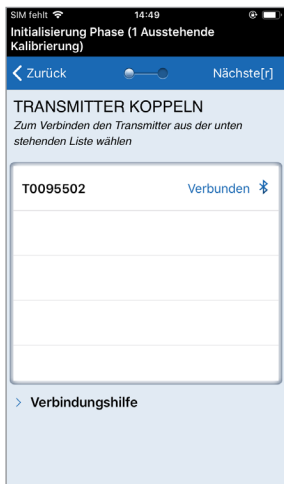 SIM fehlt 14:49
Initialisierung Phase (1 Ausstehende
Kalibrierung)
Zurück Nächste[r]
TRANSMITTER KOPPELN
Zum Verbinden den Transmitter aus der unten
stehenden Liste wählen
T0095502 Verbunden
Verbindungshilfe